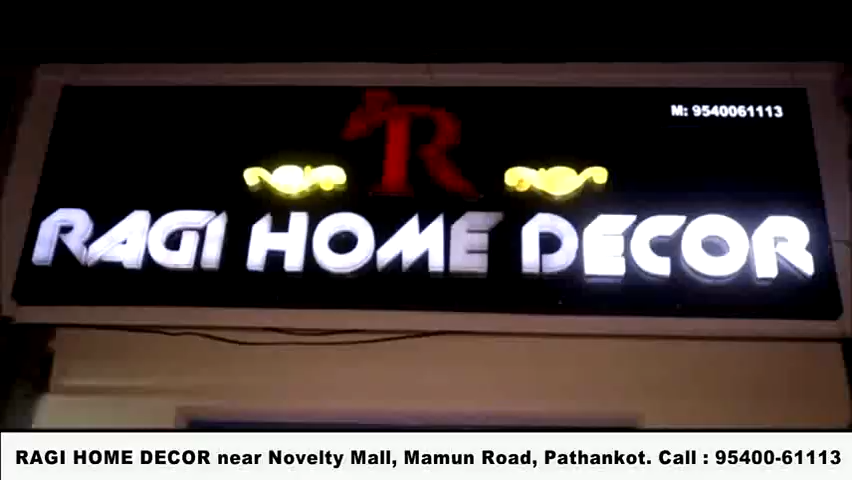 R
M: 9540061113
RAGI HOME DECOR
RAGI HOME DECOR near Novelty Mall, Mamun Road, Pathankot. Call : 95400-61113